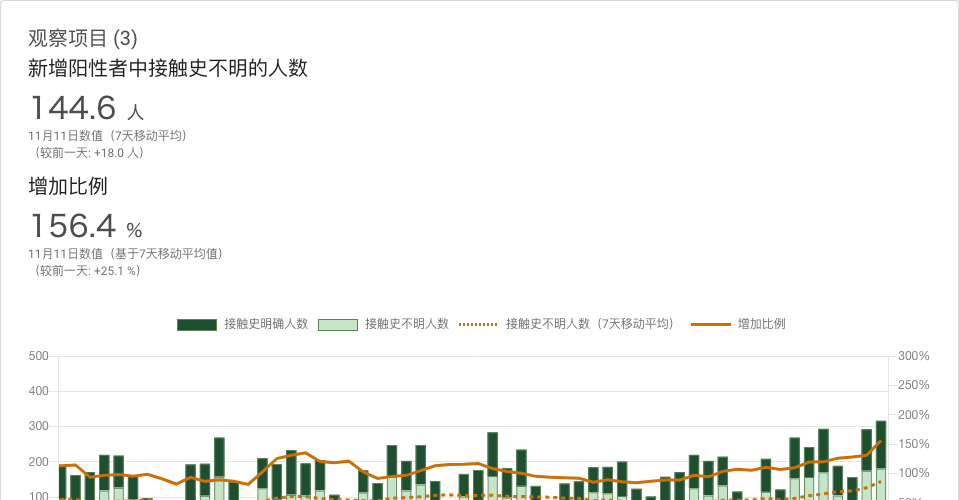 观察项目 (3)
新增阳性者中接触史不明的人数
144.6 人
11月11日数值（7天移动平均）
（较前一天: +18.0 人）
增加比例
156.4 %
11月11日数值（基于7天移动平均值）
（较前一天: +25.1 %）
接触史明确人数 接触史不明人数 接触史不明人数（7天移动平均） 增加比例
500 300%
250%
400
300 200%
150%
200
100%
100